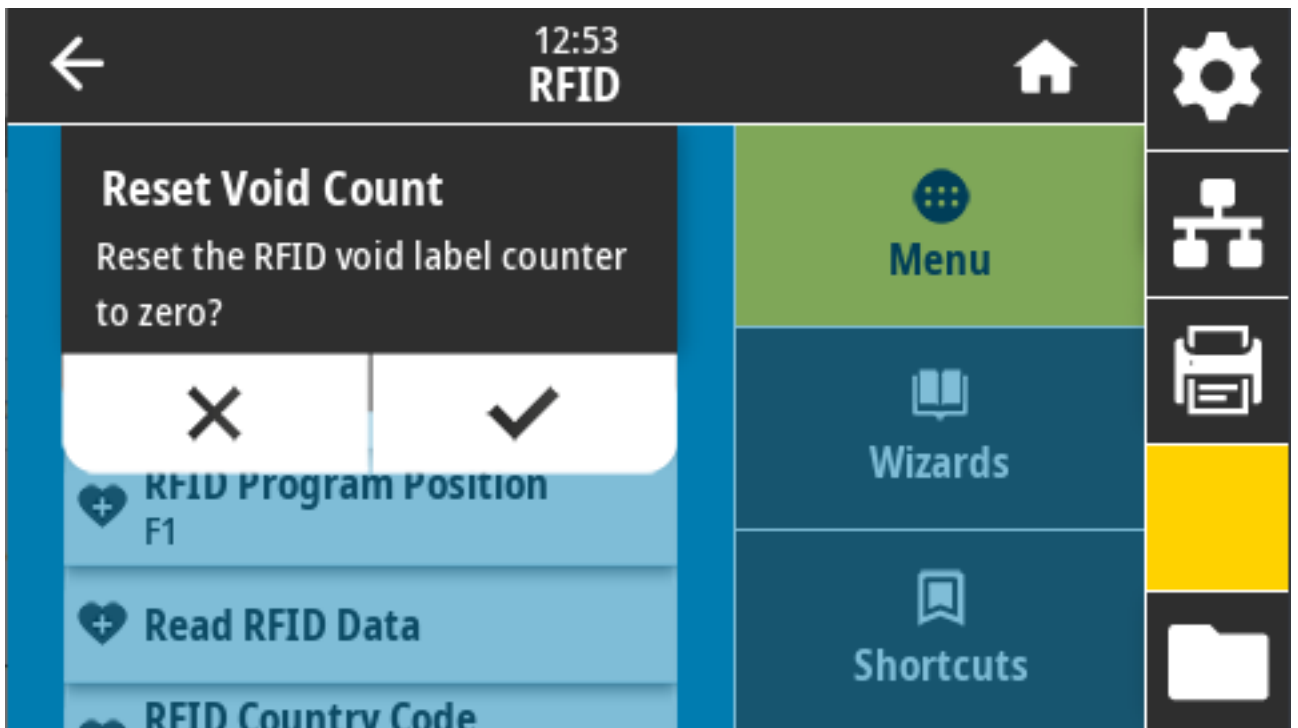 12:53
RFID
Reset Void Count
Reset the RFID void label counter
to zero?
RFID Program Position
F1
Read RFID Data
RFID Country Code
Menu
Wizards
Shortcuts